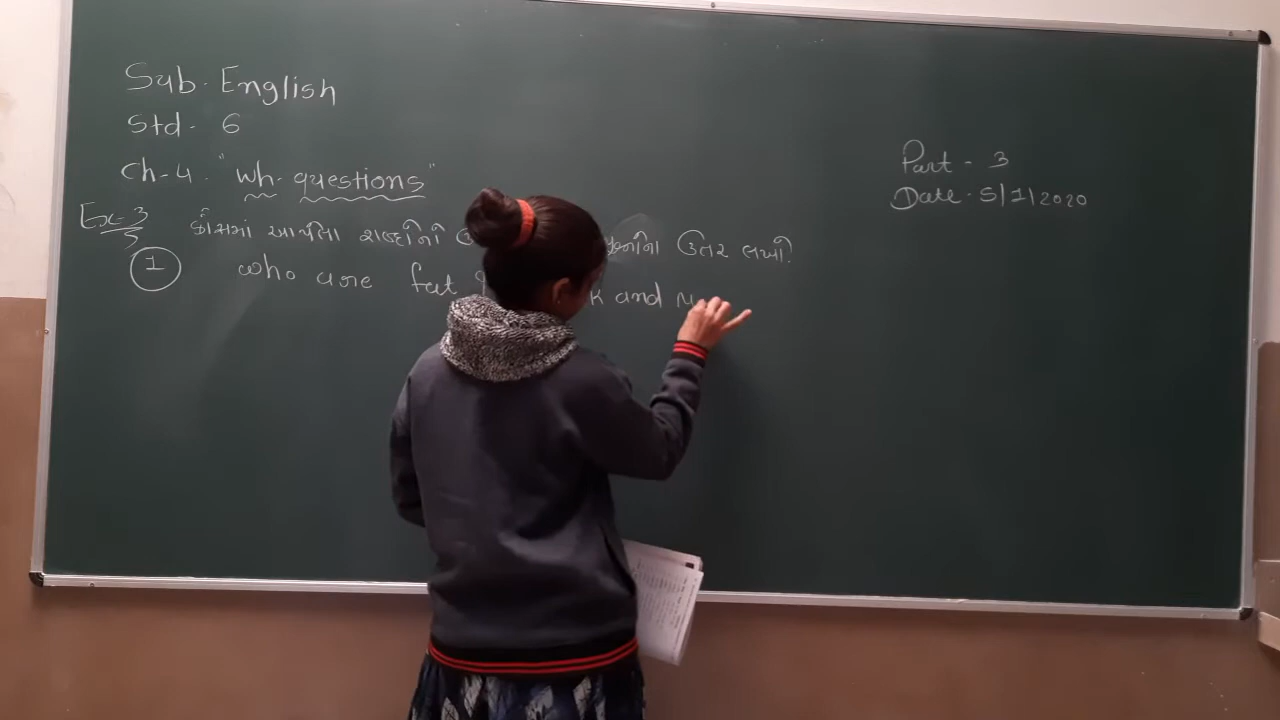 Sub. English
Std- 6
Ch-4. "Wh- questions"
Part - 3
Date - 5/1/2020
Ex-3
કૌંસમાં આપેલા શબ્દોની ઉત્તર લખો.
1 who are fat and